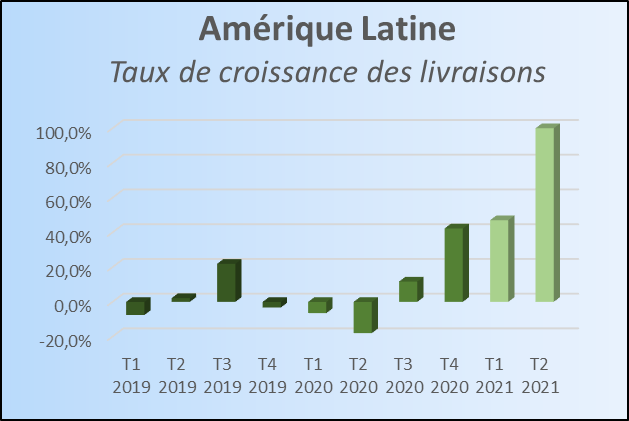 Amérique Latine
Taux de croissance des livraisons
100,0%
80,0%
60,0%
40,0%
20,0%
0,0%
-20,0%
T1 T2 T3 T4 T1 T2 T3 T4 T1 T2
2019 2019 2019 2019 2020 2020 2020 2020 2021 2021